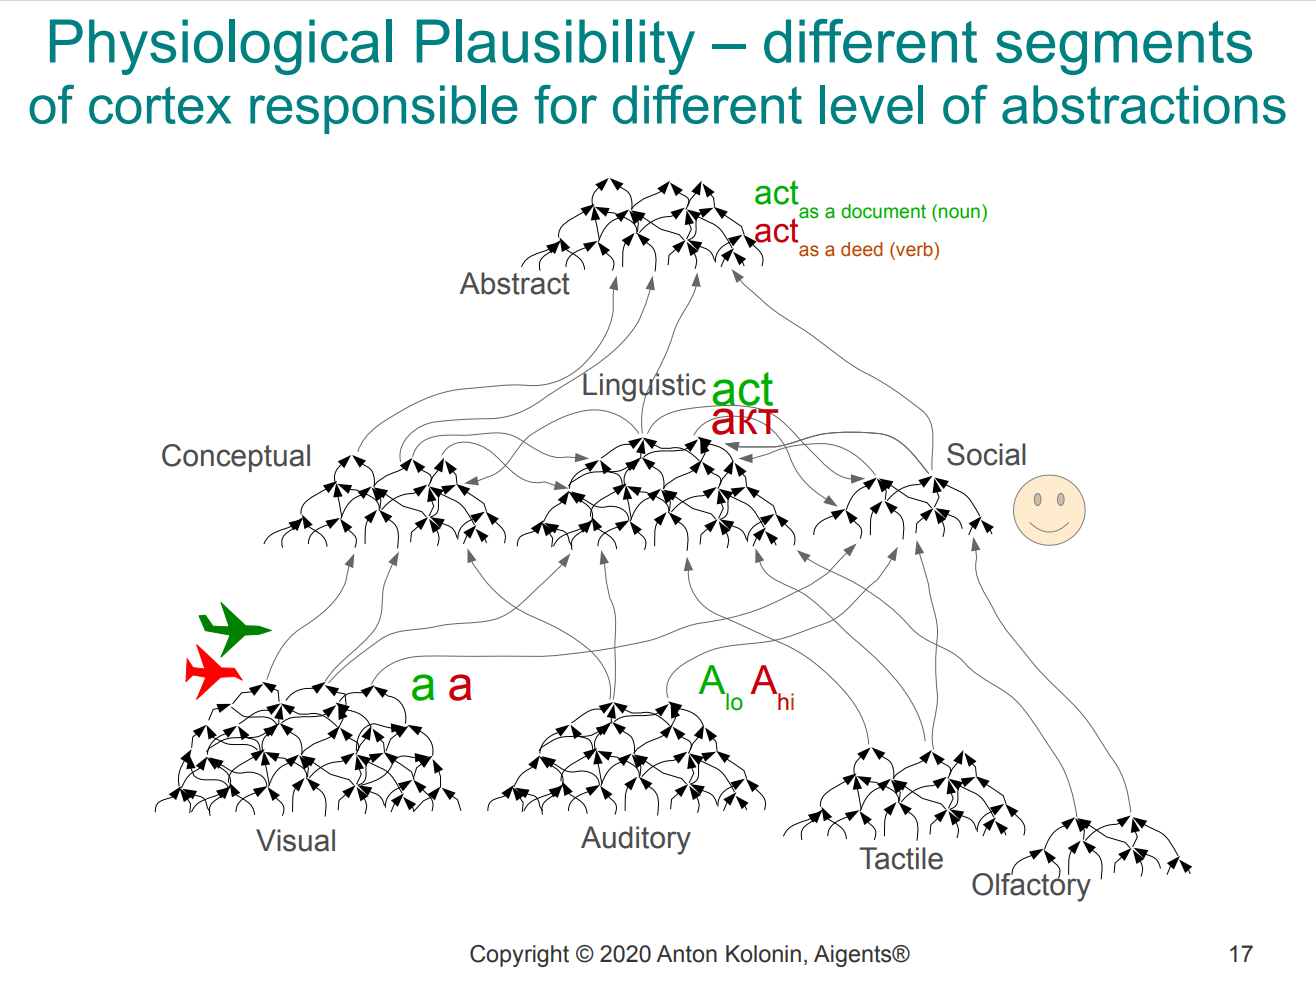 Physiological Plausibility – different segments
of cortex responsible for different level of abstractions
act as a document (noun)
act as a deed (verb)
Abstract
Linguistic act
акт
Conceptual
Social
a a
A lo A hi
Visual
Auditory
Tactile
Olfactory
Copyright © 2020 Anton Kolonin, Aigents®
17